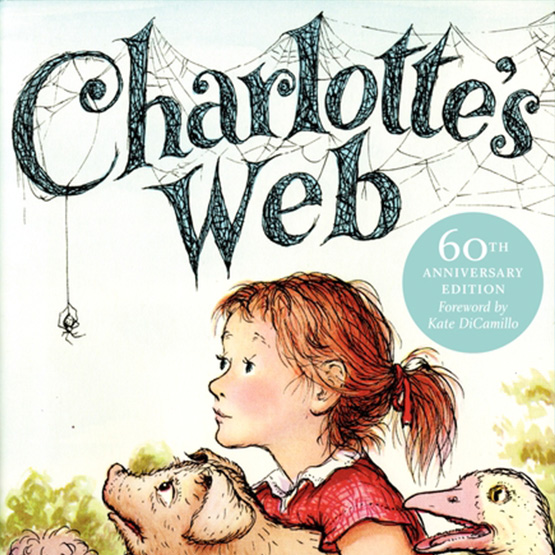 Charlotte's
Web
60TH
ANNIVERSARY
EDITION
Foreword by
Kate DiCamillo